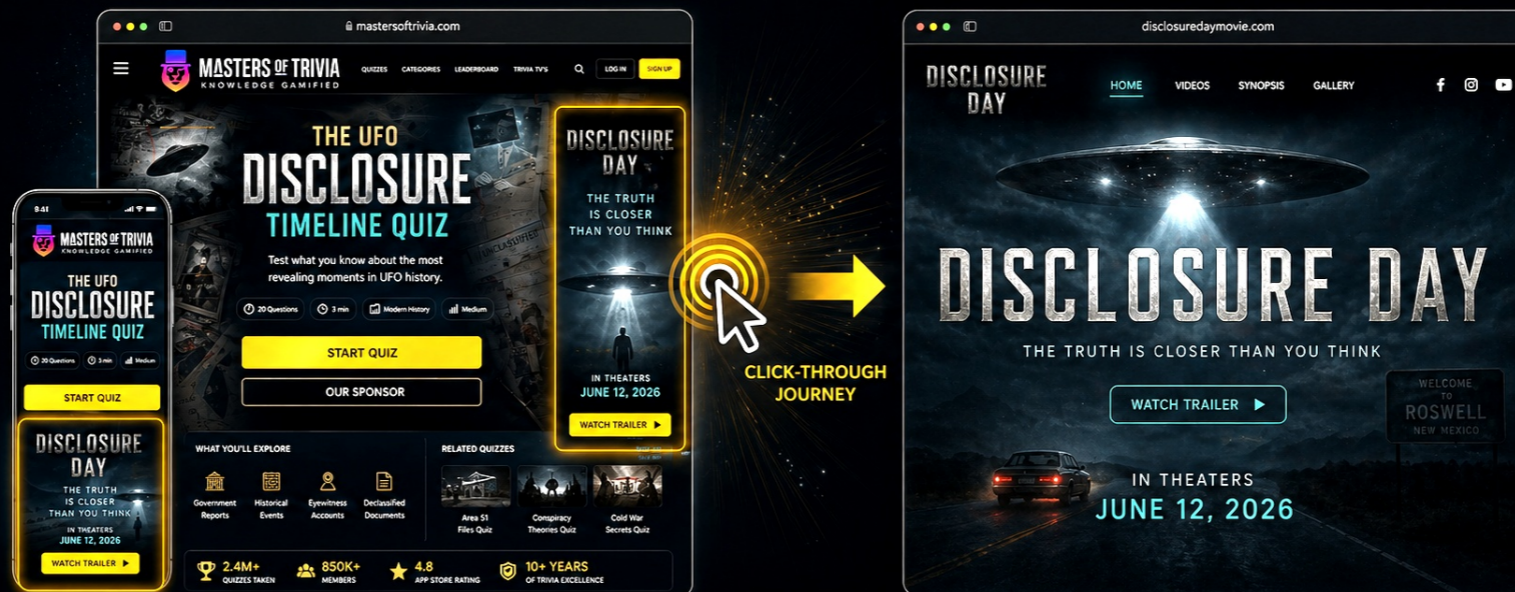 mastersoftrivia.com
MASTERS OF TRIVIA
KNOWLEDGE GAMIFIED
QUIZZES
CATEGORIES
LEADERBOARD
TRIVIA TV'S
LOG IN
SIGN UP
THE UFO
DISCLOSURE
TIMELINE QUIZ
Test what you know about the most
revealing moments in UFO history.
20 Questions
3 min
Modern History
Medium
START QUIZ
OUR SPONSOR
DISCLOSURE
DAY
THE TRUTH
IS CLOSER
THAN YOU THINK
IN THEATERS
JUNE 12, 2026
WATCH TRAILER
WHAT YOU'LL EXPLORE
Government
Reports
Historical
Events
Eyewitness
Accounts
Declassified
Documents
RELATED QUIZZES
Area 51
Files Quiz
Conspiracy
Theories Quiz
Cold War
Secrets Quiz
2.4M+
QUIZZES TAKEN
850K+
MEMBERS
4.8
APP STORE RATING
10+ YEARS
OF TRIVIA EXCELLENCE
9:41
MASTERS OF TRIVIA
KNOWLEDGE GAMIFIED
THE UFO
DISCLOSURE
TIMELINE QUIZ
20 Questions
3 min
Medium
START QUIZ
DISCLOSURE
DAY
THE TRUTH
IS CLOSER
THAN YOU THINK
IN THEATERS
JUNE 12, 2026
WATCH TRAILER
CLICK-THROUGH
JOURNEY
disclosuredaymovie.com
DISCLOSURE
DAY
HOME
VIDEOS
SYNOPSIS
GALLERY
DISCLOSURE DAY
THE TRUTH IS CLOSER THAN YOU THINK
WATCH TRAILER
WELCOME
TO
ROSWELL
NEW MEXICO
IN THEATERS
JUNE 12, 2026